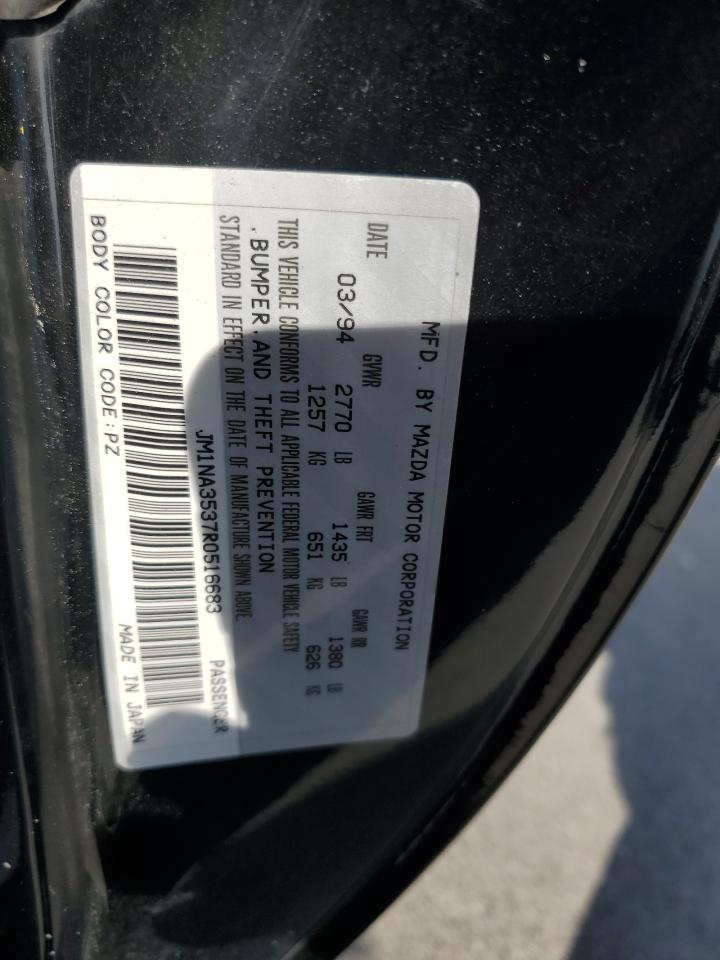 MFD. BY MAZDA MOTOR CORPORATION
DATE GVWR GAWR FRT GAWR RR
03/94 2770 LB 1435 LB 1380 LB
1257 KG 651 KG 626 KG
THIS VEHICLE CONFORMS TO ALL APPLICABLE FEDERAL MOTOR VEHICLE SAFETY
, BUMPER, AND THEFT PREVENTION
STANDARD IN EFFECT ON THE DATE OF MANUFACTURE SHOWN ABOVE.
JM1NA3537R0516683 PASSENGER
BODY COLOR CODE:PZ MADE IN JAPAN